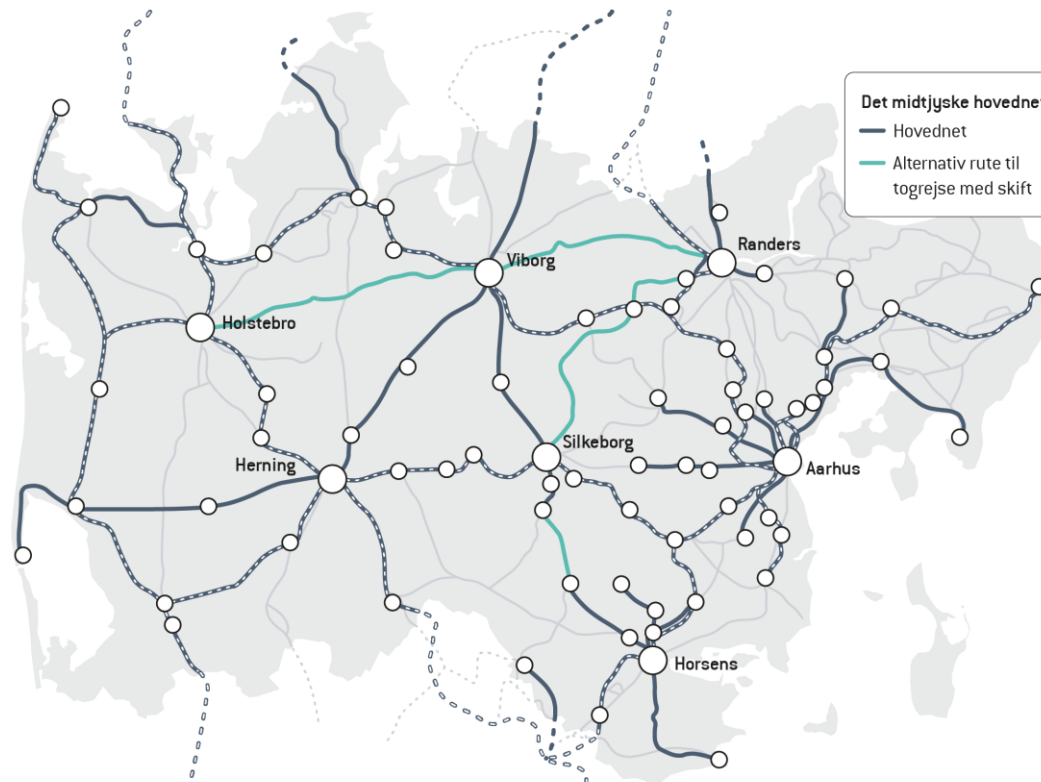 Det midtjyske hovednet
Hovednet
Alternativ rute til
togrejse med skift
Randers
Viborg
Holstebro
Silkeborg
Herning
Aarhus
Horsens